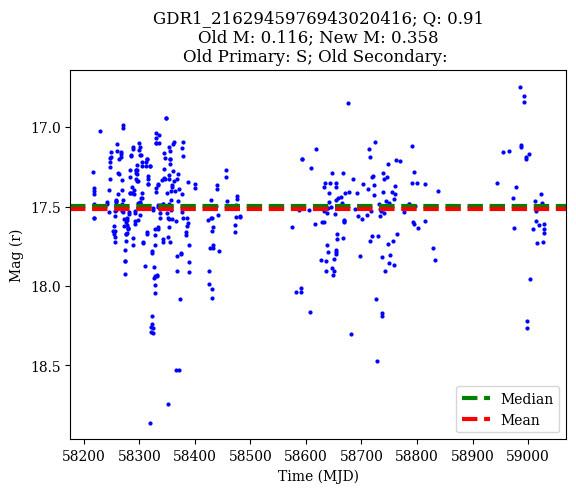 GDR1_2162945976943020416; Q: 0.91
Old M: 0.116; New M: 0.358
Old Primary: S; Old Secondary:
17.0
17.5
18.0
18.5
Mag (r)
Median
Mean
58200 58300 58400 58500 58600 58700 58800 58900 59000
Time (MJD)